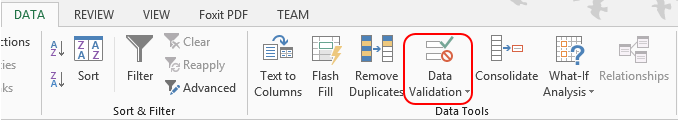 DATA REVIEW VIEW Foxit PDF TEAM
ctions
ties
ks
Sort
Filter
Clear
Reapply
Advanced
Sort & Filter
Text to
Columns
Flash
Fill
Remove
Duplicates
Data
Validation
Consolidate
What-If
Analysis
Relationships
Data Tools